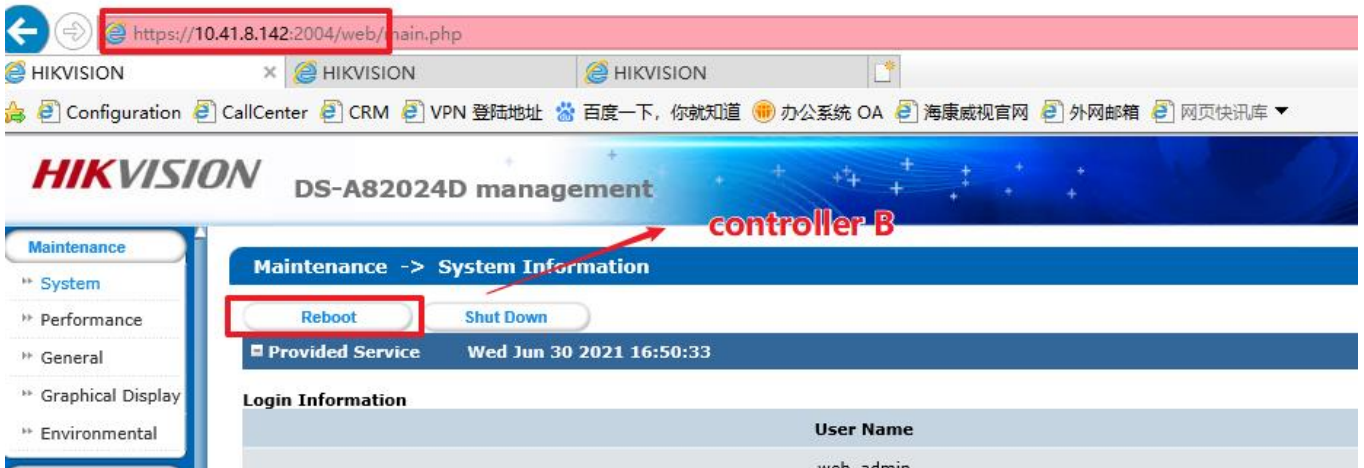 https://10.41.8.142:2004/web/main.php
HIKVISION HIKVISION HIKVISION
Configuration CallCenter CRM VPN 登陆地址 百度一下，你就知道 办公系统 OA 海康威视官网 外网邮箱 网页快讯库
HIKVISION DS-A82024D management
controller B
Maintenance
System
Performance
General
Graphical Display
Environmental
Maintenance -> System Information
Reboot Shut Down
Provided Service Wed Jun 30 2021 16:50:33
Login Information
User Name
web_admin